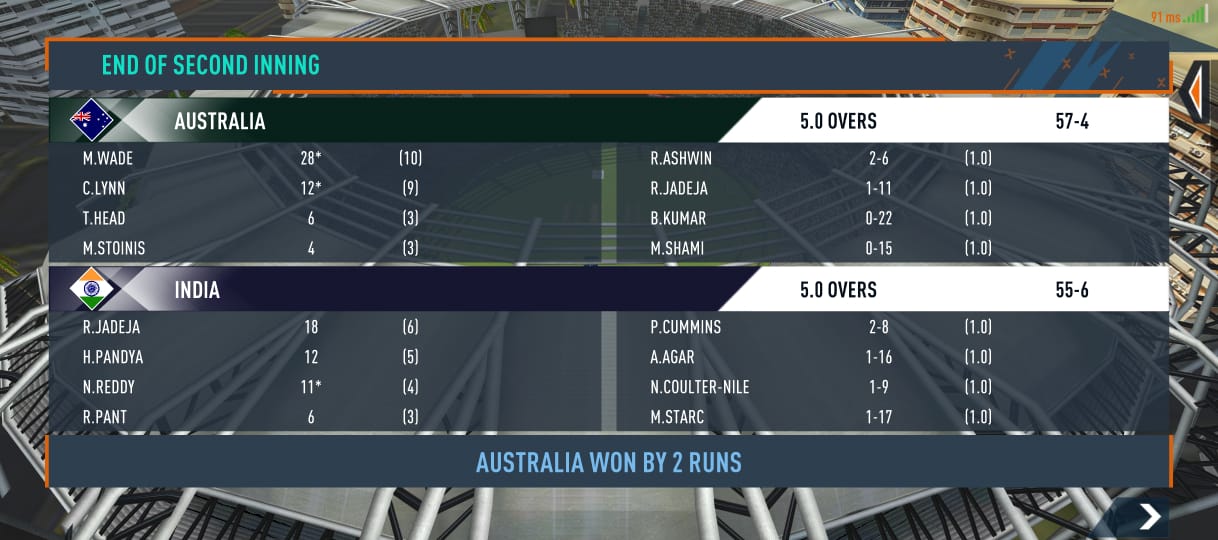 91 ms
END OF SECOND INNING
AUSTRALIA 5.0 OVERS 57-4
M.WADE 28* (10) R.ASHWIN 2-6 (1.0)
C.LYNN 12* (9) R.JADEJA 1-11 (1.0)
T.HEAD 6 (3) B.KUMAR 0-22 (1.0)
M.STOINIS 4 (3) M.SHAMI 0-15 (1.0)
INDIA 5.0 OVERS 55-6
R.JADEJA 18 (6) P.CUMMINS 2-8 (1.0)
H.PANDYA 12 (5) A.AGAR 1-16 (1.0)
N.REDDY 11* (4) N.COULTER-NILE 1-9 (1.0)
R.PANT 6 (3) M.STARC 1-17 (1.0)
AUSTRALIA WON BY 2 RUNS